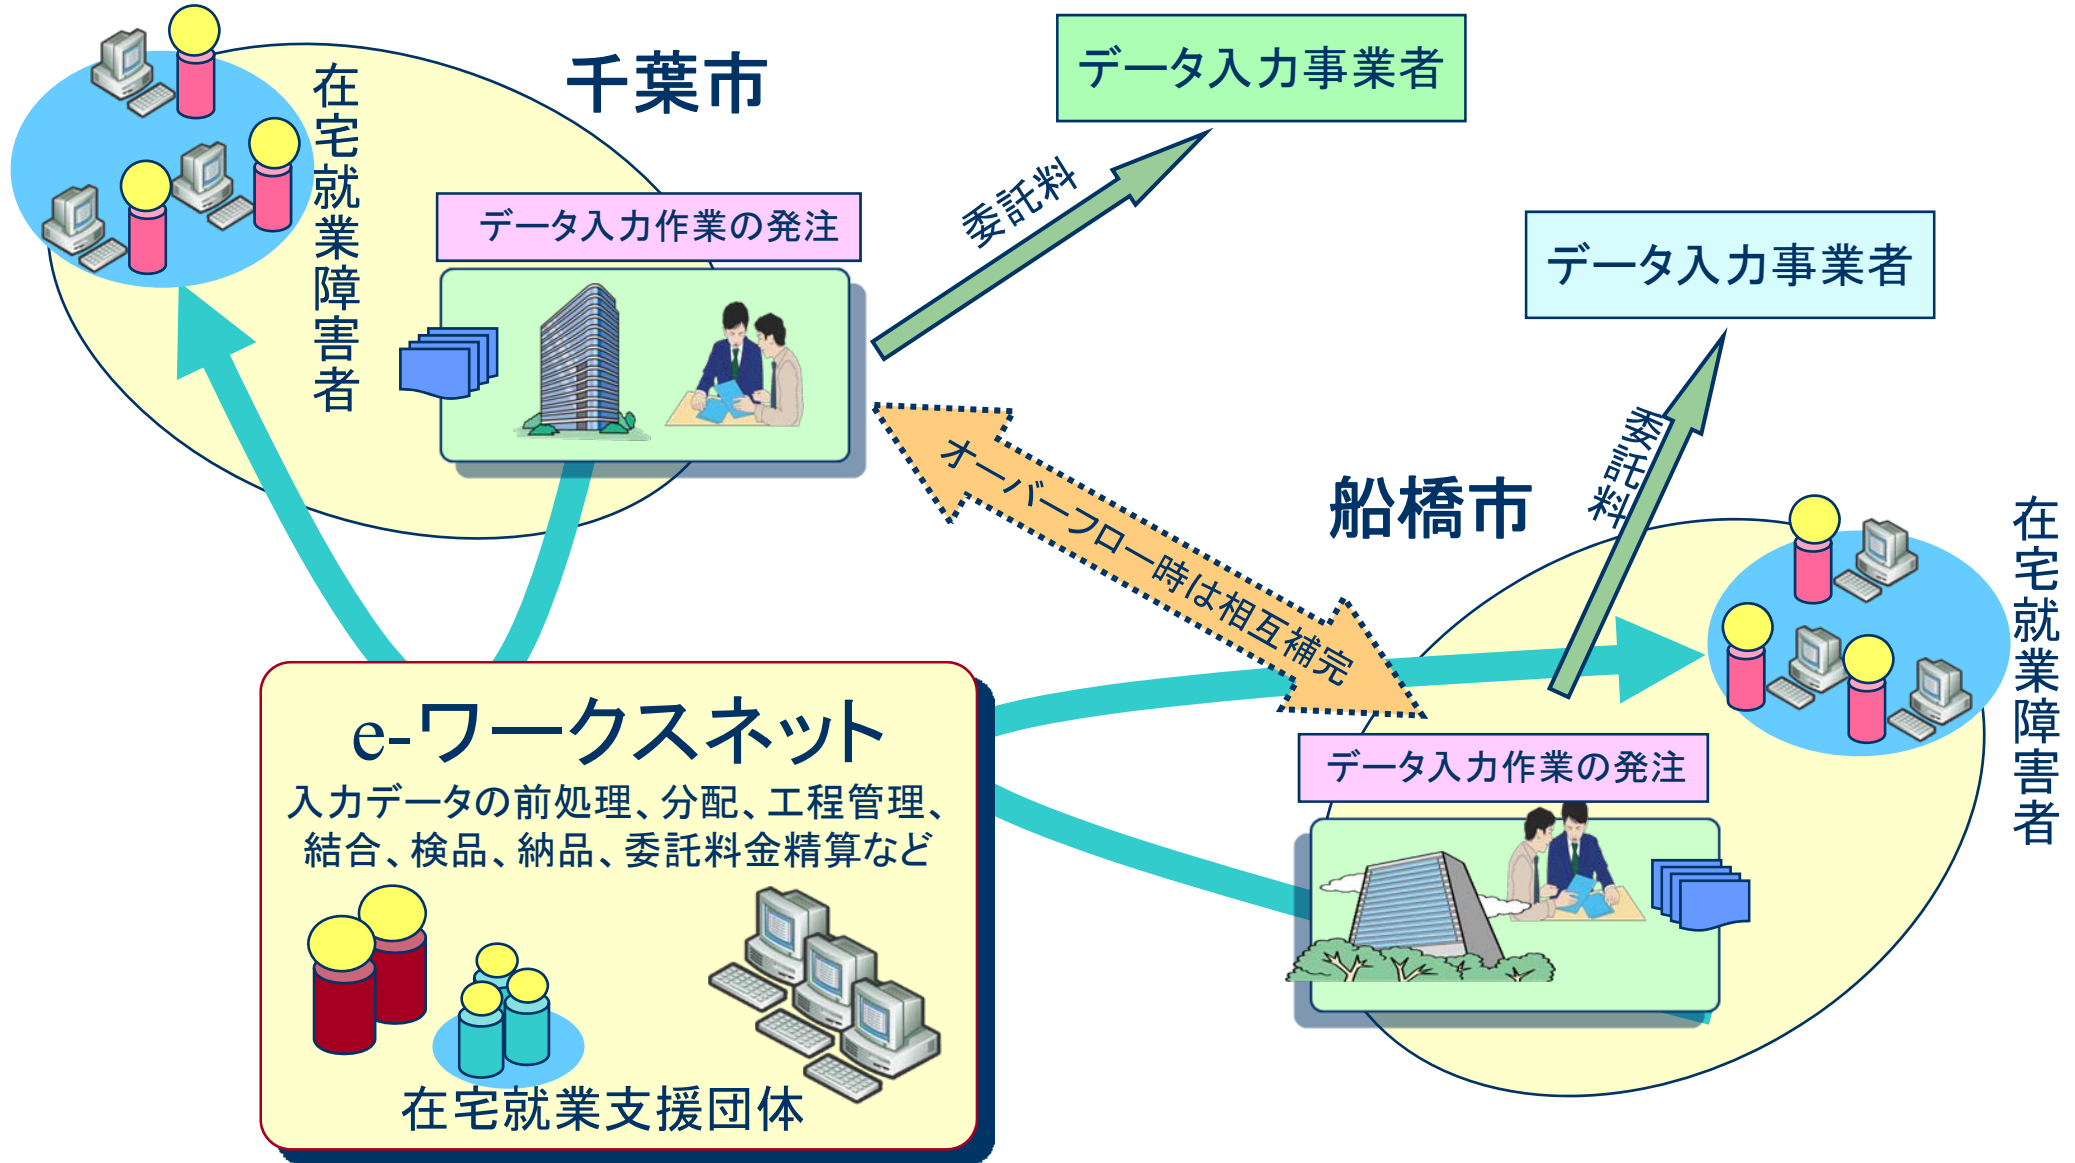 千葉市
データ入力事業者
在宅就業障害者
委託料
データ入力作業の発注
データ入力事業者
委託料
オーバーフロー時は相互補完
船橋市
在宅就業障害者
e-ワークスネット
入力データの前処理、分配、工程管理、
結合、検品、納品、委託料金精算など
データ入力作業の発注
在宅就業支援団体